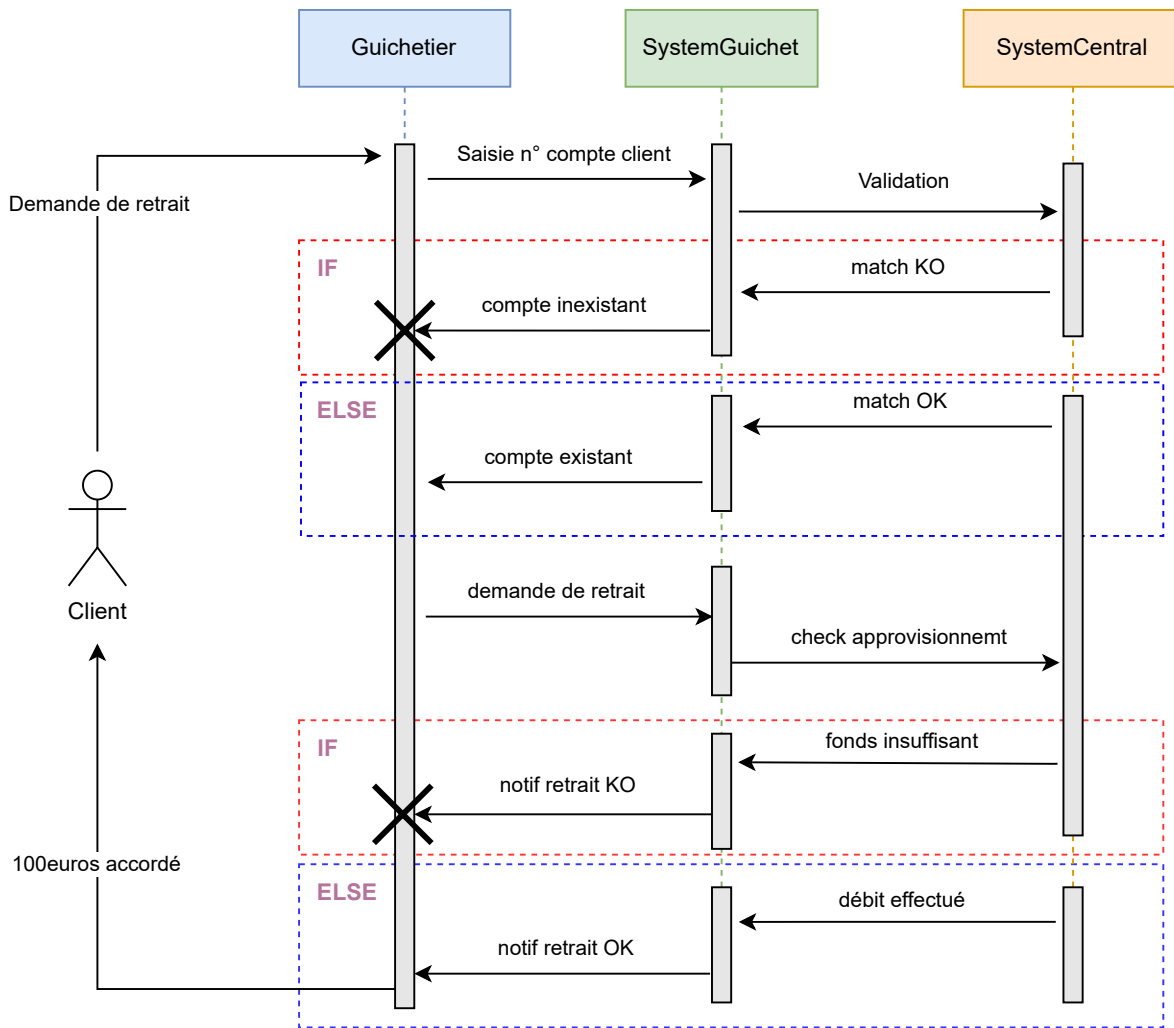 Guichetier
SystemGuichet
SystemCentral
Saisie n° compte client
Validation
Demande de retrait
IF
match KO
compte inexistant
ELSE
match OK
compte existant
Client
demande de retrait
check approvisionnemt
IF
fonds insuffisant
notif retrait KO
100euros accordé
ELSE
débit effectué
notif retrait OK